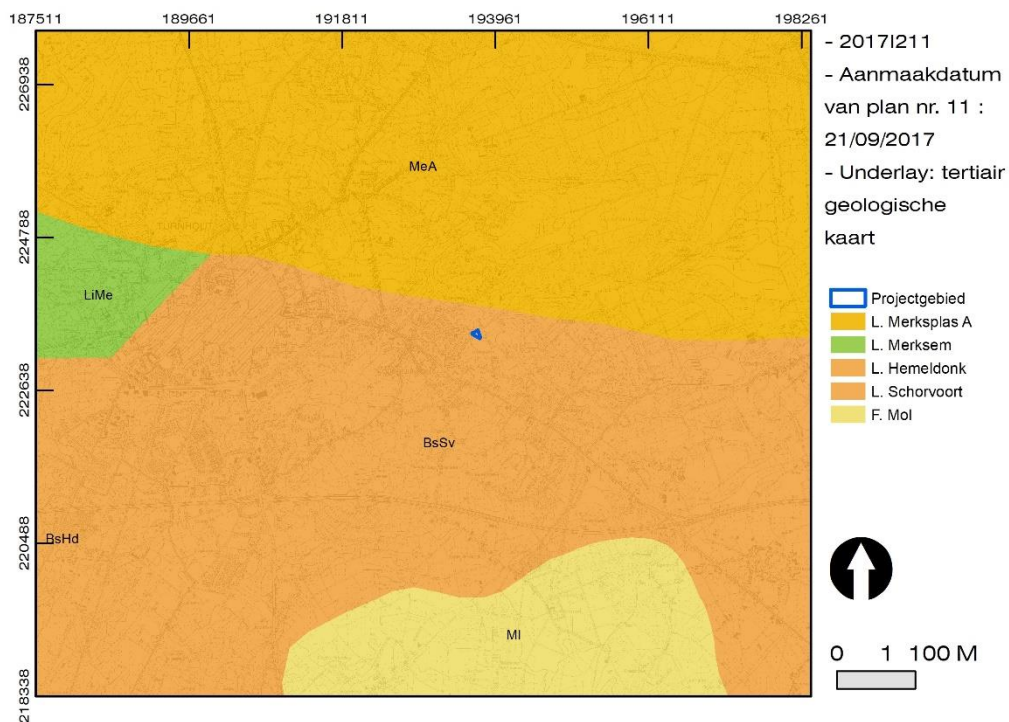 187511 189661 191811 193961 196111 198261
226938
224788
222638
220488
218338
MeA
TURNHOUT
LiMe
BsSv
BsHd
Ml
- 2017I211
- Aanmaakdatum
van plan nr. 11 :
21/09/2017
- Underlay: tertiair
geologische
kaart
Projectgebied
L. Merksplas A
L. Merksem
L. Hemeldonk
L. Schorvoort
F. Mol
0 1 100 M